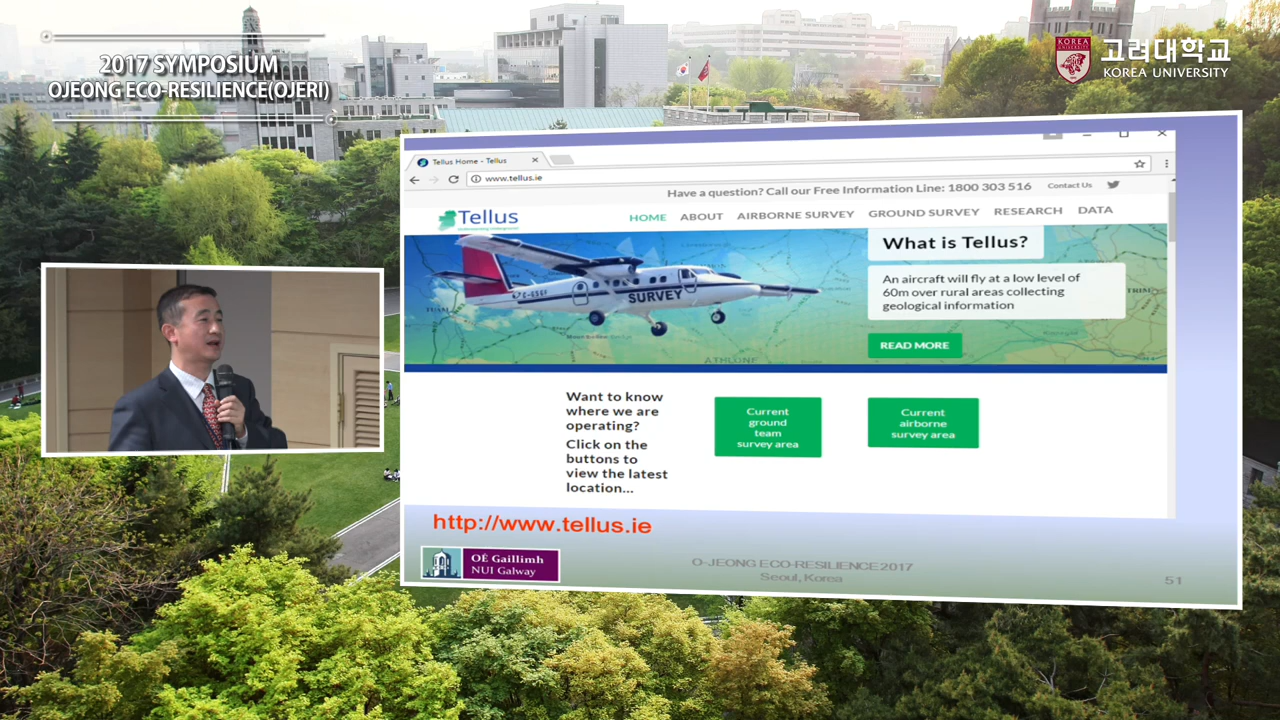 2017 SYMPOSIUM
OJEONG ECO-RESILIENCE(OJERI)
KOREA
UNIVERSITY
고려대학교
KOREA UNIVERSITY
Tellus Home - Tellus
www.tellus.ie
Have a question? Call our Free Information Line: 1800 303 516
Contact Us
Tellus
HOME ABOUT AIRBORNE SURVEY GROUND SURVEY RESEARCH DATA
What is Tellus?
An aircraft will fly at a low level of
60m over rural areas collecting
geological information
READ MORE
SURVEY
ATHLONE
Want to know
where we are
operating?
Click on the
buttons to
view the latest
location...
Current
ground
team
survey area
Current
airborne
survey area
http://www.tellus.ie
OÉ Gaillimh
NUI Galway
O-JEONG ECO-RESILIENCE2017
Seoul, Korea
51